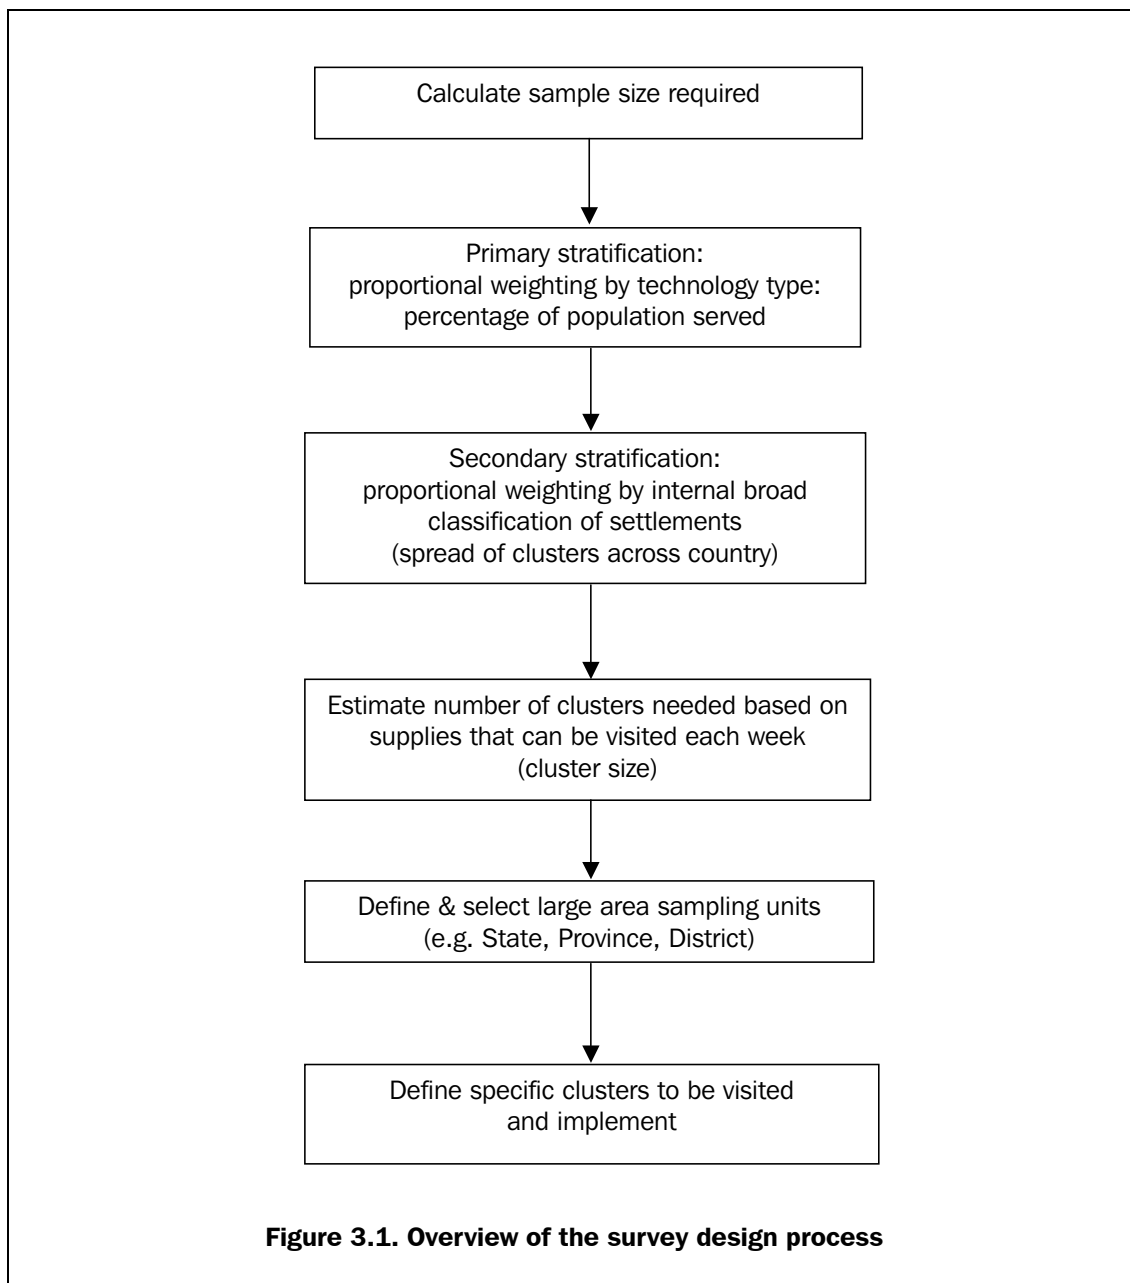 Calculate sample size required
Primary stratification:
proportional weighting by technology type:
percentage of population served
Secondary stratification:
proportional weighting by internal broad
classification of settlements
(spread of clusters across country)
Estimate number of clusters needed based on
supplies that can be visited each week
(cluster size)
Define & select large area sampling units
(e.g. State, Province, District)
Define specific clusters to be visited
and implement
Figure 3.1. Overview of the survey design process